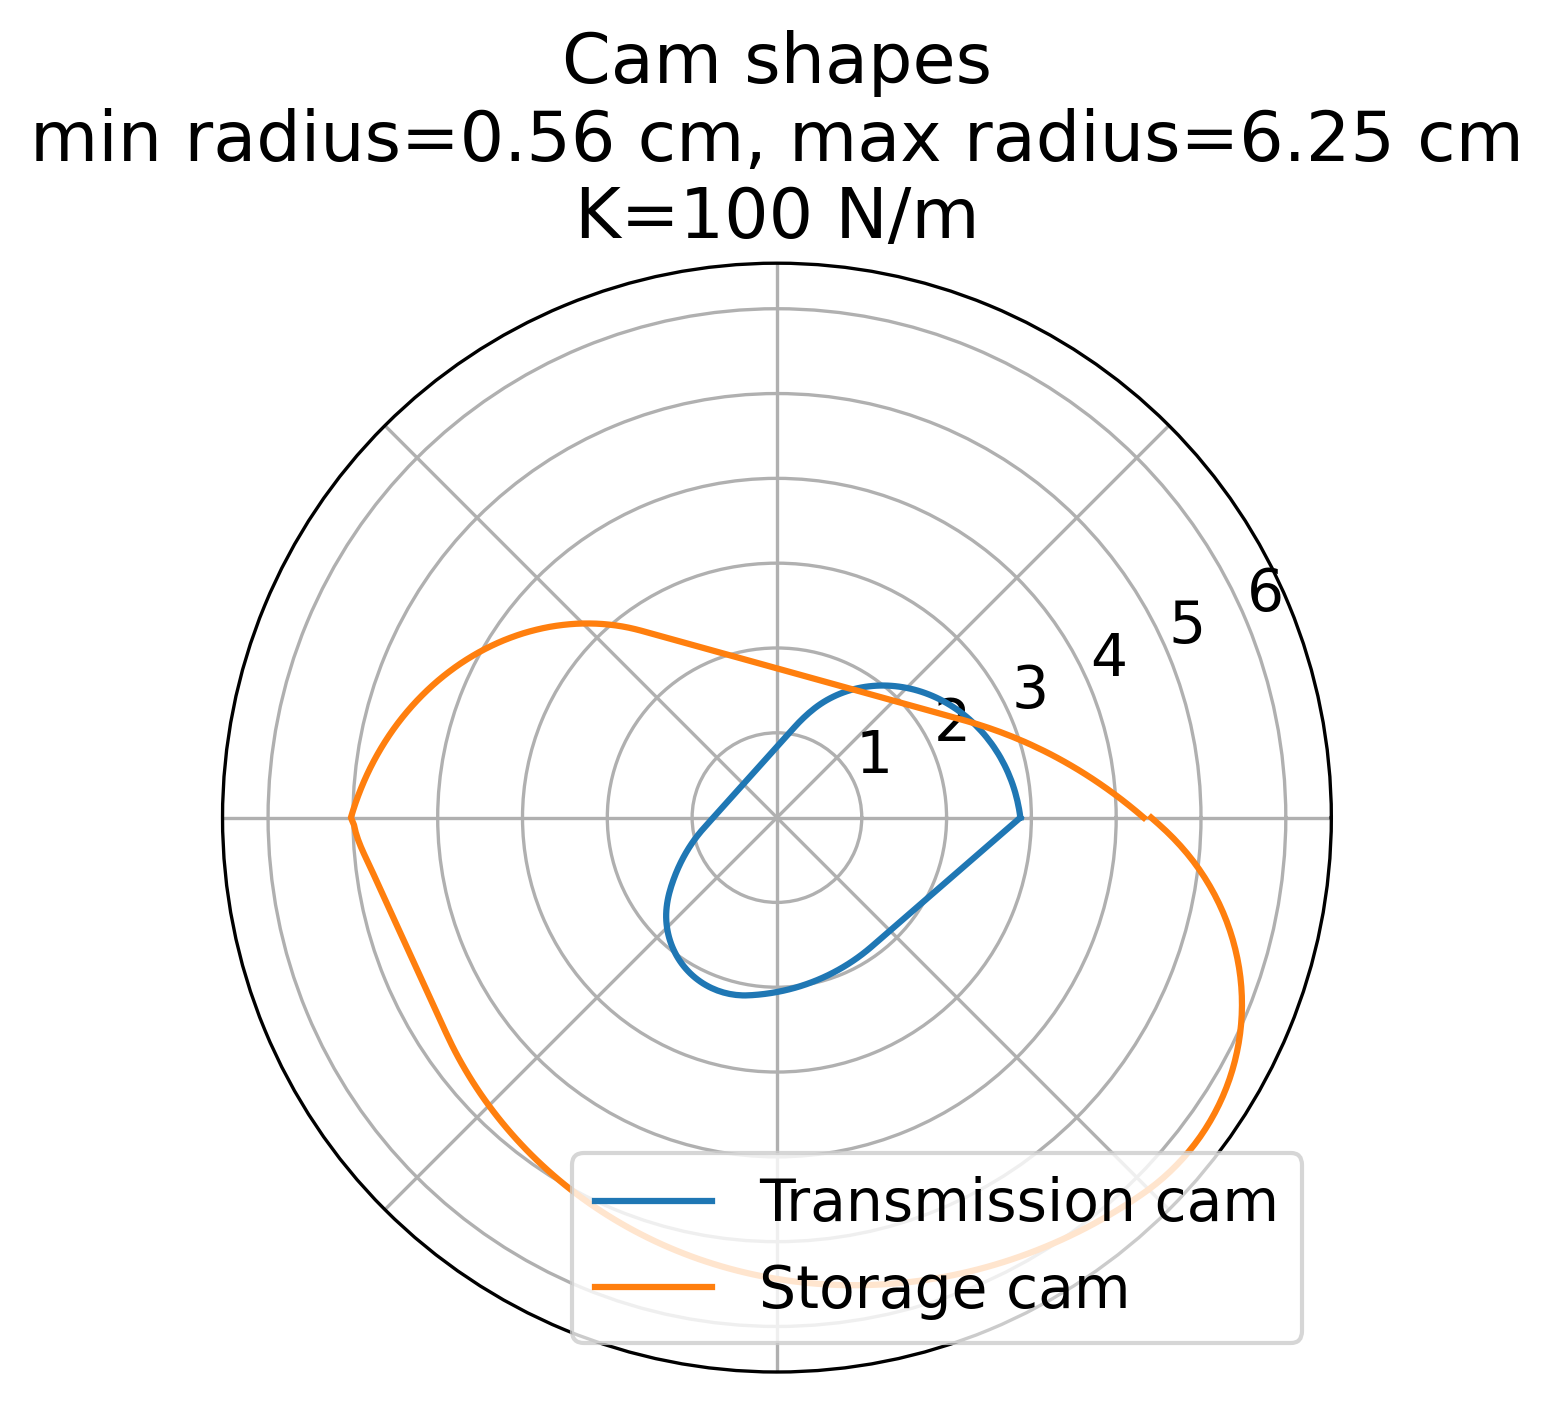 Cam shapes
min radius=0.56 cm, max radius=6.25 cm
K=100 N/m
6
5
4
3
2
1
Transmission cam
Storage cam